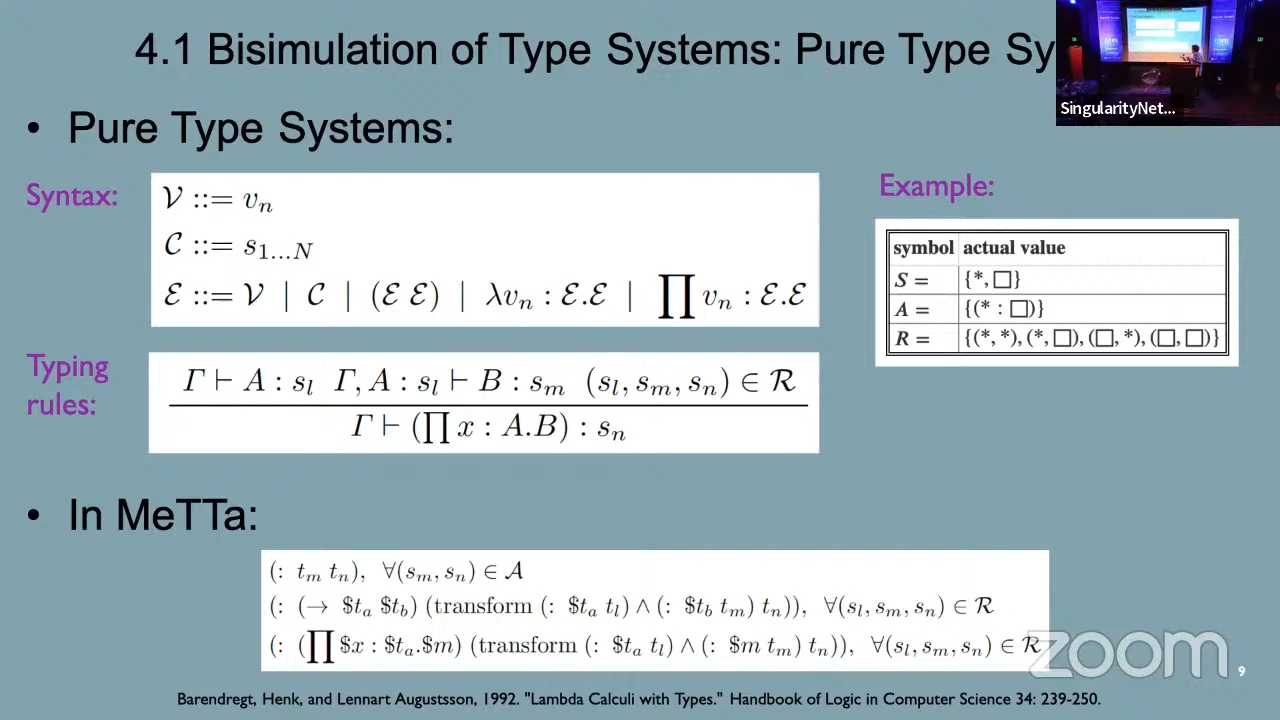 4.1 Bisimulation of Type Systems: Pure Type Sy
SingularityNet...
• Pure Type Systems:
Syntax:
𝒱 ::= vₙ
𝒞 ::= s₁...N
ℰ ::= 𝒱 | 𝒞 | (ℰ ℰ) | λvₙ : ℰ.ℰ | ∏ vₙ : ℰ.ℰ
Example:
symbol actual value
S = {*, □}
A = {(* : □)}
R = {(*, *), (*, □), (□, *), (□, □)}
Typing
rules:
Γ ⊢ A : sₗ Γ, A : sₗ ⊢ B : sₘ (sₗ, sₘ, sₙ) ∈ ℛ
Γ ⊢ (∏ x : A.B) : sₙ
• In MeTTa:
(: tₘ tₙ), ∀(sₘ, sₙ) ∈ 𝒜
(: (→ $tₐ $t_b) (transform (: $tₐ tₗ) ∧ (: $t_b tₘ) tₙ)), ∀(sₗ, sₘ, sₙ) ∈ ℛ
(: (∏ $x : $tₐ.$m) (transform (: $tₐ tₗ) ∧ (: $m tₘ) tₙ)), ∀(sₗ, sₘ, sₙ) ∈ ℛ
zoom
9
Barendregt, Henk, and Lennart Augustsson, 1992. "Lambda Calculi with Types." Handbook of Logic in Computer Science 34: 239-250.